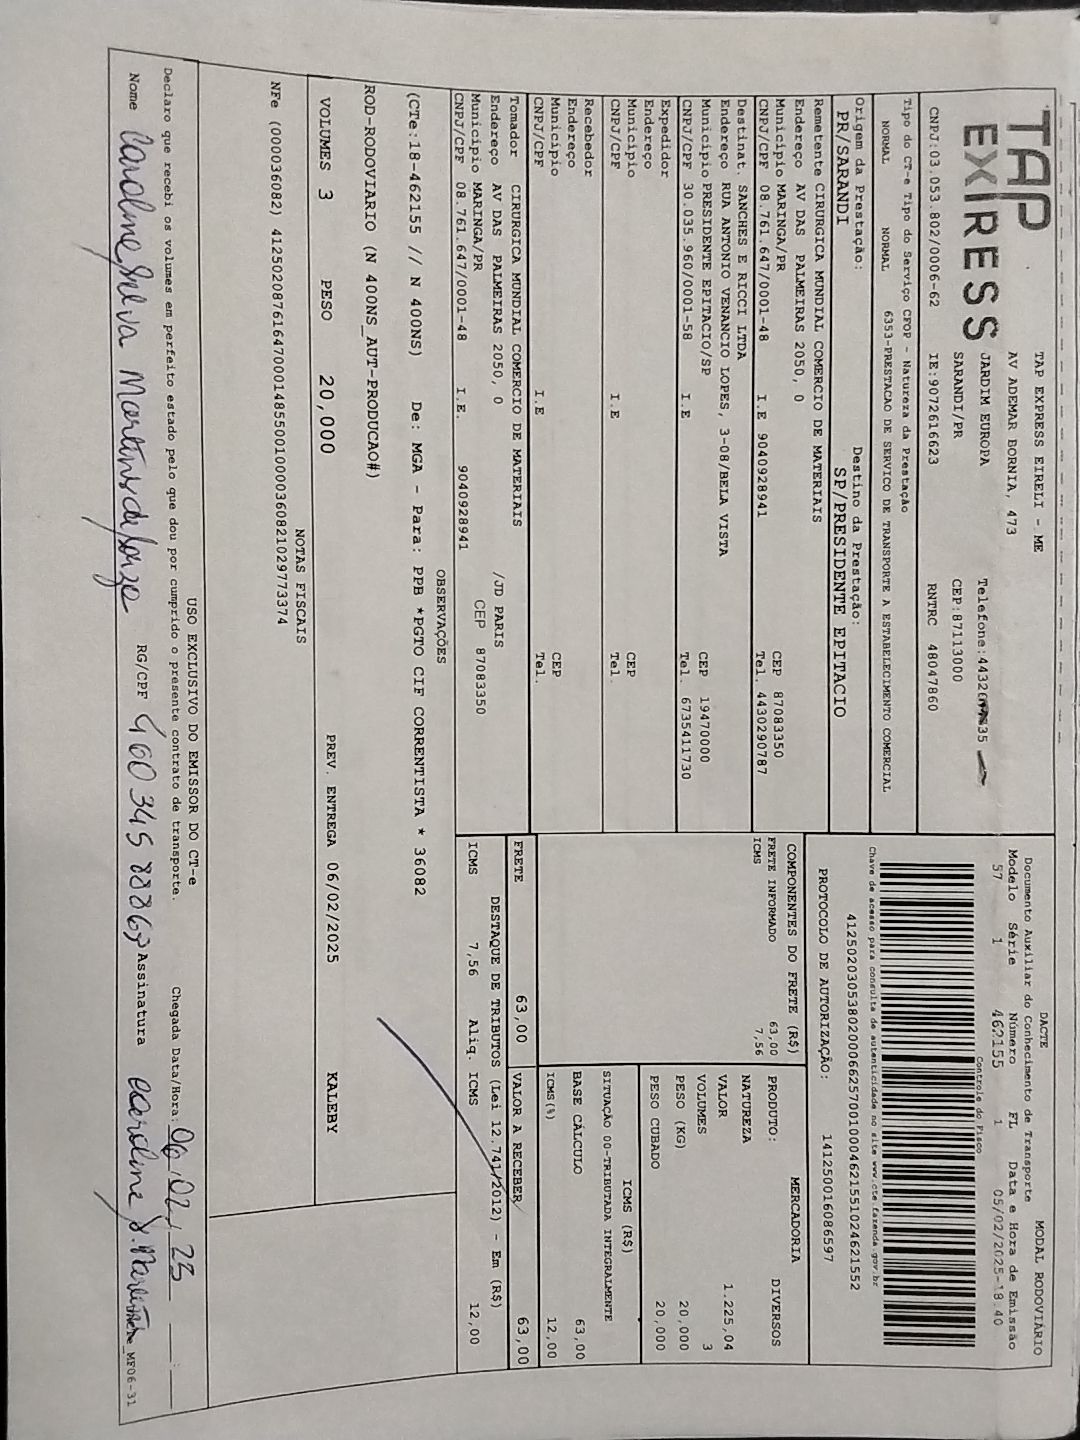 TAP
EXPRESS
TAP EXPRESS EIRELI - ME
AV ADEMAR BORNIA, 473
JARDIM EUROPA
SARANDI/PR
CNPJ:03.053.802/0006-62 IE:9072616623
CEP:87113000
RNTRC 48047860
DACTE MODAL RODOVIÁRIO
Documento Auxiliar do Conhecimento de Transporte
Modelo Série Número FL Data e Hora de Emissão
57 1 462155 1 05/02/2025-18:40
Controle do Fisco
Chave de acesso para consulta de autenticidade no site www.cte.fazenda.gov.br
41250203053802000662570010004621551024621552
PROTOCOLO DE AUTORIZAÇÃO: 141250016086597
Tipo do CT-e Tipo do Serviço CFOP - Natureza da Prestação
NORMAL NORMAL 6353-PRESTACAO DE SERVICO DE TRANSPORTE A ESTABELECIMENTO COMERCIAL
Origem da Prestação: Destino da Prestação:
PR/SARANDI SP/PRESIDENTE EPITACIO
Remetente CIRURGICA MUNDIAL COMERCIO DE MATERIAIS
Endereço AV DAS PALMEIRAS 2050, 0
Município MARINGA/PR CEP 87083350
CNPJ/CPF 08.761.647/0001-48 I.E 9040928941 Tel. 4430290787
Destinat. SANCHES E RICCI LTDA
Endereço RUA ANTONIO VENANCIO LOPES, 3-08/BELA VISTA
Município PRESIDENTE EPITACIO/SP CEP 19470000
CNPJ/CPF 30.035.960/0001-58 I.E Tel. 6735411730
Expedidor
Endereço
Município CEP
CNPJ/CPF I.E Tel
Recebedor
Endereço
Município CEP
CNPJ/CPF I.E Tel.
Tomador CIRURGICA MUNDIAL COMERCIO DE MATERIAIS
Endereço AV DAS PALMEIRAS 2050, 0 /JD PARIS
Município MARINGA/PR CEP 87083350
CNPJ/CPF 08.761.647/0001-48 I.E. 9040928941
COMPONENTES DO FRETE (R$)
FRETE INFORMADO 63,00
ICMS 7,56
MERCADORIA
PRODUTO: DIVERSOS
NATUREZA
VALOR 1.225,04
VOLUMES 3
PESO (KG) 20,000
PESO CUBADO 20,000
ICMS (R$)
SITUAÇÃO 00-TRIBUTADA INTEGRALMENTE
BASE CÁLCULO 63,00
ICMS(%) 12,00
FRETE 63,00 VALOR A RECEBER 63,00
DESTAQUE DE TRIBUTOS (Lei 12.741/2012) - Em (R$)
ICMS 7,56 Aliq. ICMS 12,00
OBSERVAÇÕES
(CTe:18-462155 // N 400NS) De: MGA - Para: PPB *PGTO CIF CORRENTISTA * 36082
ROD-RODOVIARIO (N 400NS_AUT-PRODUCAO#)
VOLUMES 3 PESO 20,000 PREV. ENTREGA 06/02/2025 KALEBY
NOTAS FISCAIS
NFe (000036082) 41250208761647000148550010000360821029773374
USO EXCLUSIVO DO EMISSOR DO CT-e
Declaro que recebi os volumes em perfeito estado pelo que dou por cumprido o presente contrato de transporte. Chegada Data/Hora: 06/02/25
Nome Caroline Silva Martins de Souza RG/CPF 460 345 888 69 Assinatura Caroline S. Martins MF06-31